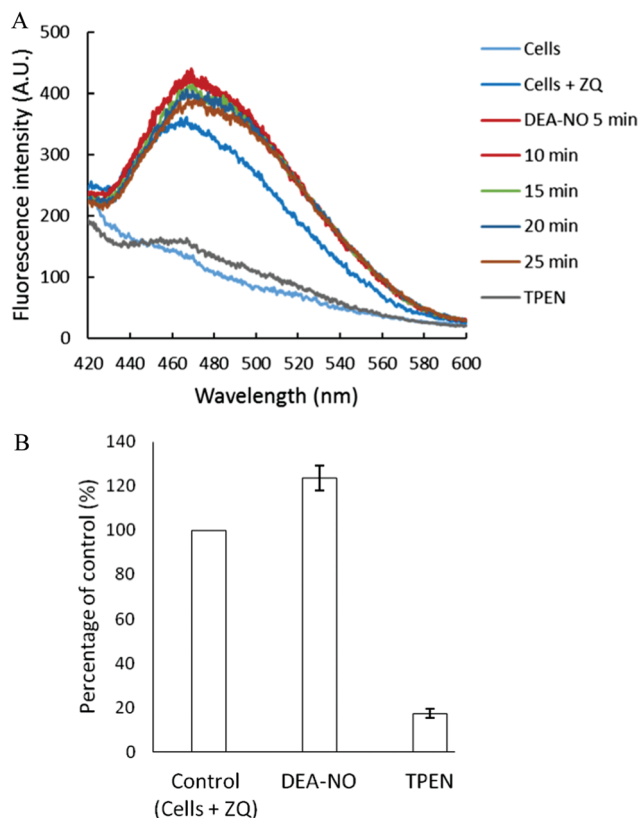 A
Fluorescence intensity (A.U.)
500
400
300
200
100
0
420 440 460 480 500 520 540 560 580 600
Wavelength (nm)
Cells
Cells + ZQ
DEA-NO 5 min
10 min
15 min
20 min
25 min
TPEN
B
Percentage of control (%)
140
120
100
80
60
40
20
0
Control DEA-NO TPEN
(Cells + ZQ)